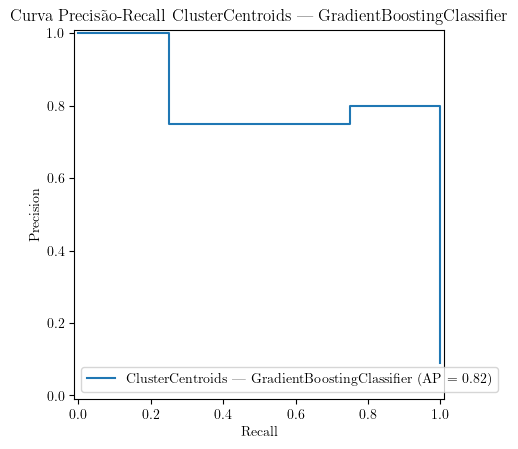 Curva Precisão-Recall ClusterCentroids — GradientBoostingClassifier
1.0
0.8
0.6
0.4
0.2
0.0
Precision
ClusterCentroids — GradientBoostingClassifier (AP = 0.82)
0.0 0.2 0.4 0.6 0.8 1.0
Recall